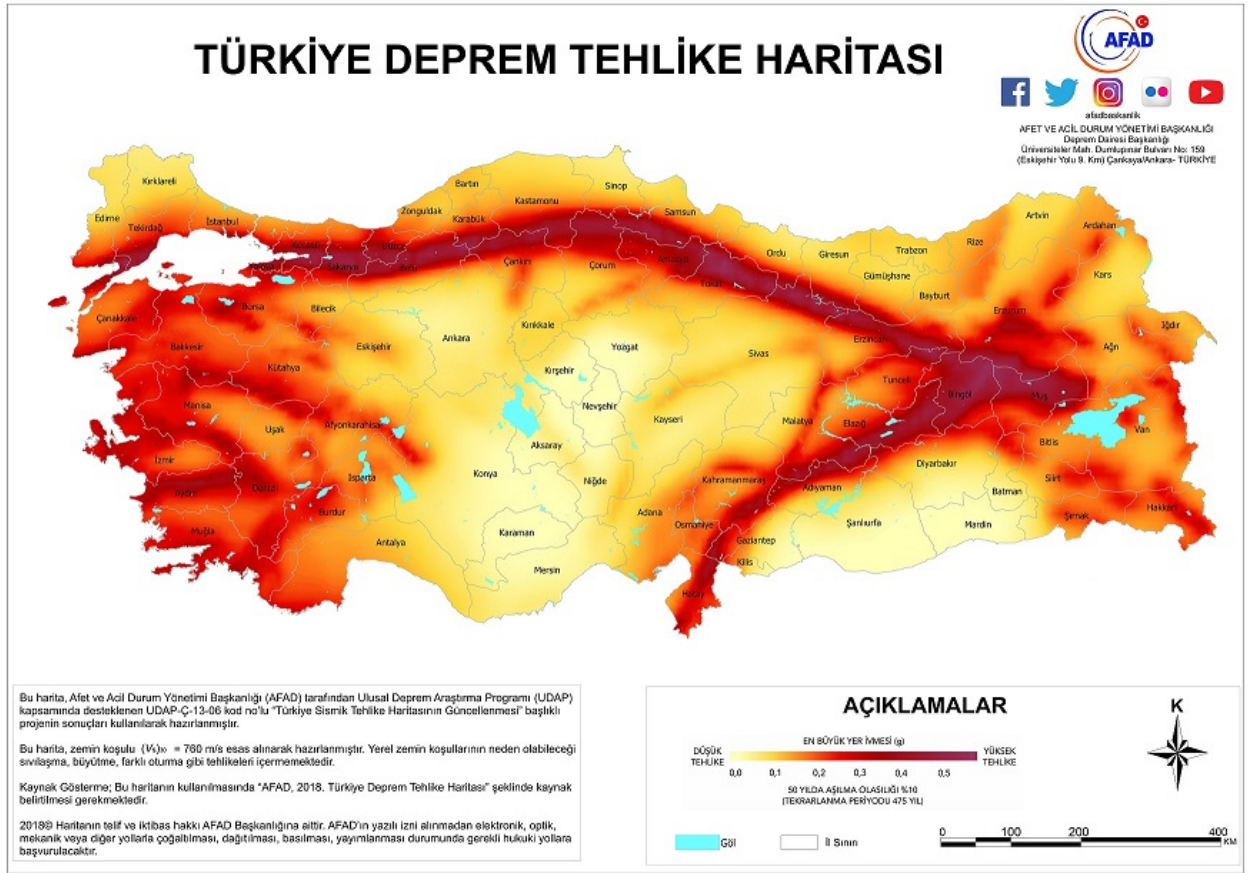 TÜRKİYE DEPREM TEHLİKE HARİTASI
AFAD
afadbaskanlik
AFET VE ACİL DURUM YÖNETİMİ BAŞKANLIĞI
Deprem Dairesi Başkanlığı
Üniversiteler Mah. Dumlupınar Bulvarı No: 159
(Eskişehir Yolu 9. Km) Çankaya/Ankara- TÜRKİYE
Kırklareli
Edirne
Tekirdağ
İstanbul
Kocaeli
Sakarya
Bolu
Zonguldak
Bartın
Karabük
Kastamonu
Sinop
Samsun
Çankırı
Çorum
Amasya
Tokat
Ordu
Giresun
Trabzon
Rize
Artvin
Ardahan
Gümüşhane
Bayburt
Kars
Erzurum
Iğdır
Ağrı
Erzincan
Çanakkale
Bursa
Bilecik
Balıkesir
Eskişehir
Kütahya
Ankara
Kırıkkale
Yozgat
Sivas
Kırşehir
Nevşehir
Kayseri
Aksaray
Tunceli
Bingöl
Muş
Malatya
Elazığ
Bitlis
Van
Manisa
Uşak
Afyonkarahisar
İzmir
Aydın
Denizli
Isparta
Burdur
Muğla
Antalya
Konya
Karaman
Mersin
Niğde
Adana
Osmaniye
Kahramanmaraş
Adıyaman
Gaziantep
Kilis
Hatay
Şanlıurfa
Diyarbakır
Batman
Mardin
Siirt
Şırnak
Hakkari
Bu harita, Afet ve Acil Durum Yönetimi Başkanlığı (AFAD) tarafından Ulusal Deprem Araştırma Programı (UDAP)
kapsamında desteklenen UDAP-Ç-13-06 kod no'lu "Türkiye Sismik Tehlike Haritasının Güncellenmesi" başlıklı
projenin sonuçları kullanılarak hazırlanmıştır.
Bu harita, zemin koşulu (Vₛ)₃₀ = 760 m/s esas alınarak hazırlanmıştır. Yerel zemin koşullarının neden olabileceği
sıvılaşma, büyütme, farklı oturma gibi tehlikeleri içermemektedir.
Kaynak Gösterme; Bu haritanın kullanılmasında "AFAD, 2018. Türkiye Deprem Tehlike Haritası" şeklinde kaynak
belirtilmesi gerekmektedir.
2018© Haritanın telif ve iktibas hakkı AFAD Başkanlığına aittir. AFAD'ın yazılı izni alınmadan elektronik, optik,
mekanik veya diğer yollarla çoğaltılması, dağıtılması, basılması, yayımlanması durumunda gerekli hukuki yollara
başvurulacaktır.
AÇIKLAMALAR
EN BÜYÜK YER İVMESİ (g)
DÜŞÜK TEHLİKE
YÜKSEK TEHLİKE
0,0 0,1 0,2 0,3 0,4 0,5
50 YILDA AŞILMA OLASILIĞI %10
(TEKRARLANMA PERİYODU 475 YIL)
Göl
İl Sınırı
K
0 100 200 400
KM